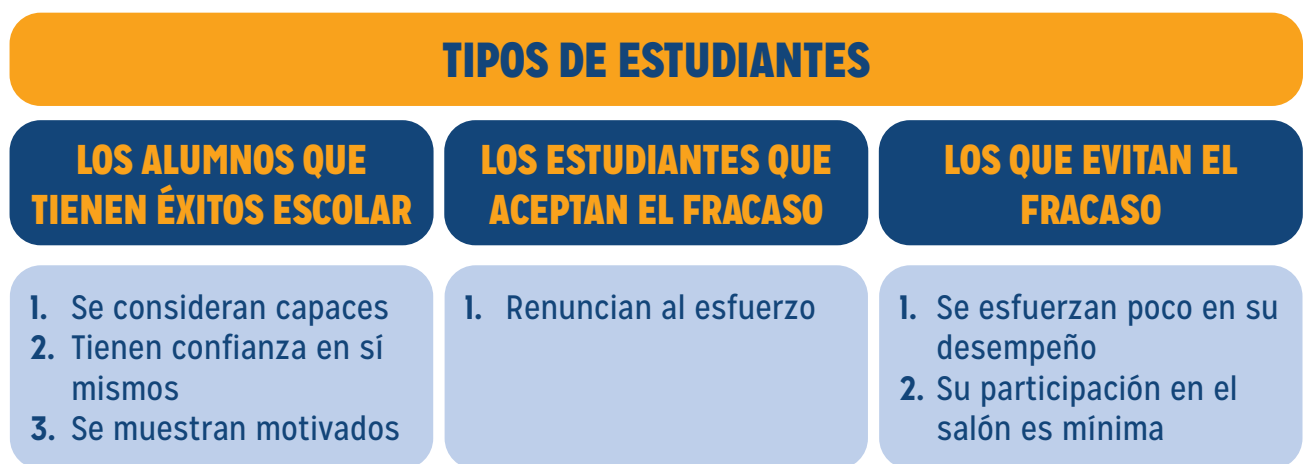 TIPOS DE ESTUDIANTES
LOS ALUMNOS QUE
TIENEN ÉXITOS ESCOLAR
LOS ESTUDIANTES QUE
ACEPTAN EL FRACASO
LOS QUE EVITAN EL
FRACASO
1. Se consideran capaces
2. Tienen confianza en sí
mismos
3. Se muestran motivados
1. Renuncian al esfuerzo
1. Se esfuerzan poco en su
desempeño
2. Su participación en el
salón es mínima